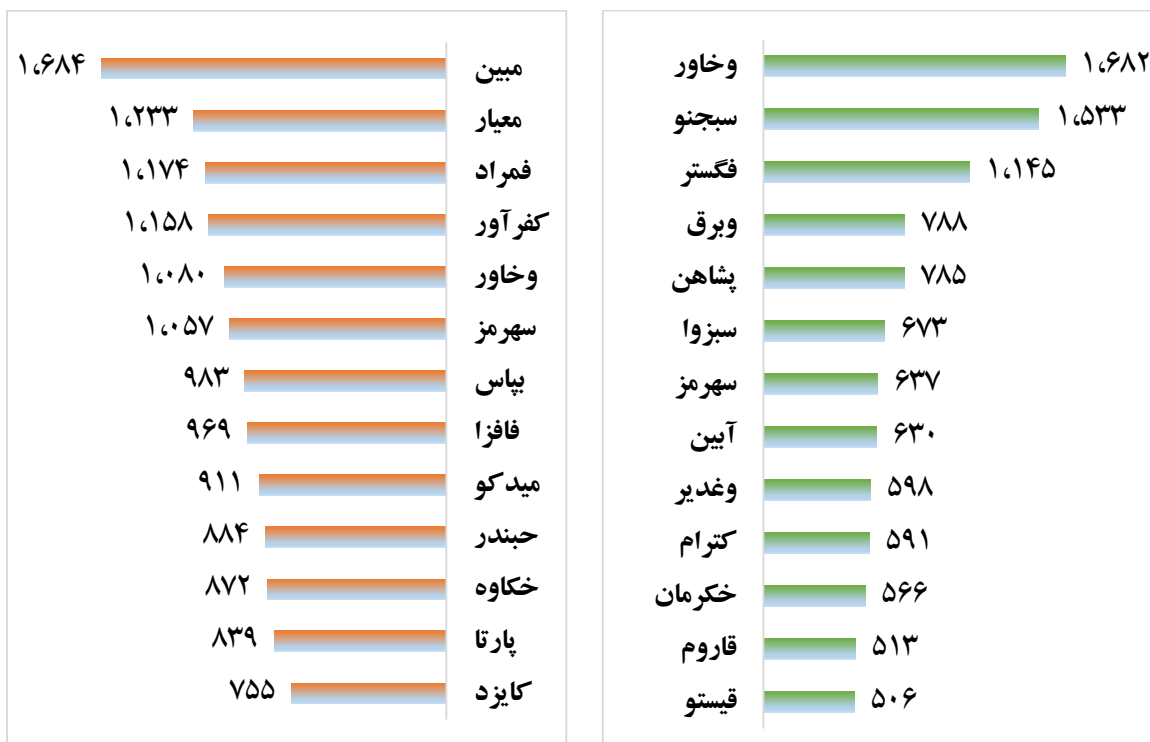 وخاور ۱،۶۸۲
سبجنو ۱،۵۳۳
فگستر ۱،۱۴۵
وبرق ۷۸۸
پشاهن ۷۸۵
سبزوا ۶۷۳
سهرمز ۶۳۷
آبین ۶۳۰
وغدیر ۵۹۸
کترام ۵۹۱
خکرمان ۵۶۶
قاروم ۵۱۳
قیستو ۵۰۶
مبین ۱،۶۸۴
معیار ۱،۲۳۳
فمراد ۱،۱۷۴
کفرآور ۱،۱۵۸
وخاور ۱،۰۸۰
سهرمز ۱،۰۵۷
بپاس ۹۸۳
فافزا ۹۶۹
میدکو ۹۱۱
حبندر ۸۸۴
خکاوه ۸۷۲
پارتا ۸۳۹
کایزد ۷۵۵